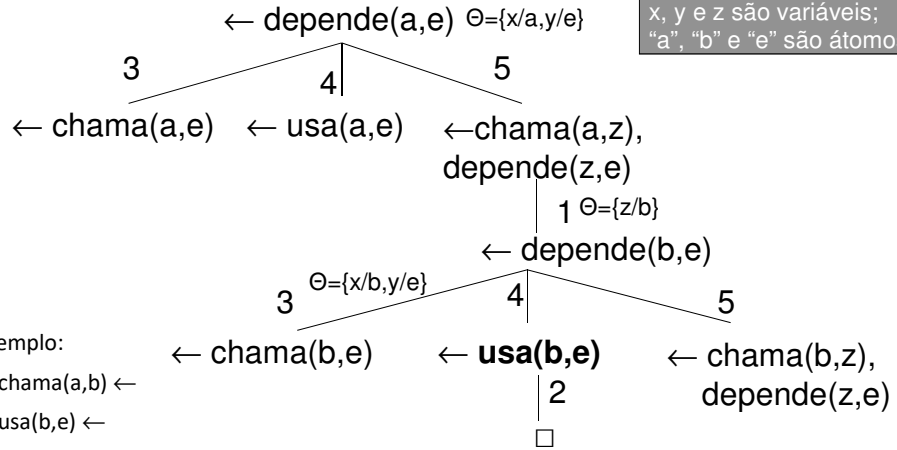 ← depende(a,e) Θ={x/a,y/e}
x, y e z são variáveis;
"a", "b" e "e" são átomo
3
4
5
← chama(a,e)
← usa(a,e)
←chama(a,z),
depende(z,e)
1 Θ={z/b}
← depende(b,e)
3
Θ={x/b,y/e}
4
5
← chama(b,e)
← usa(b,e)
← chama(b,z),
depende(z,e)
2
□
emplo:
chama(a,b) ←
usa(b,e) ←